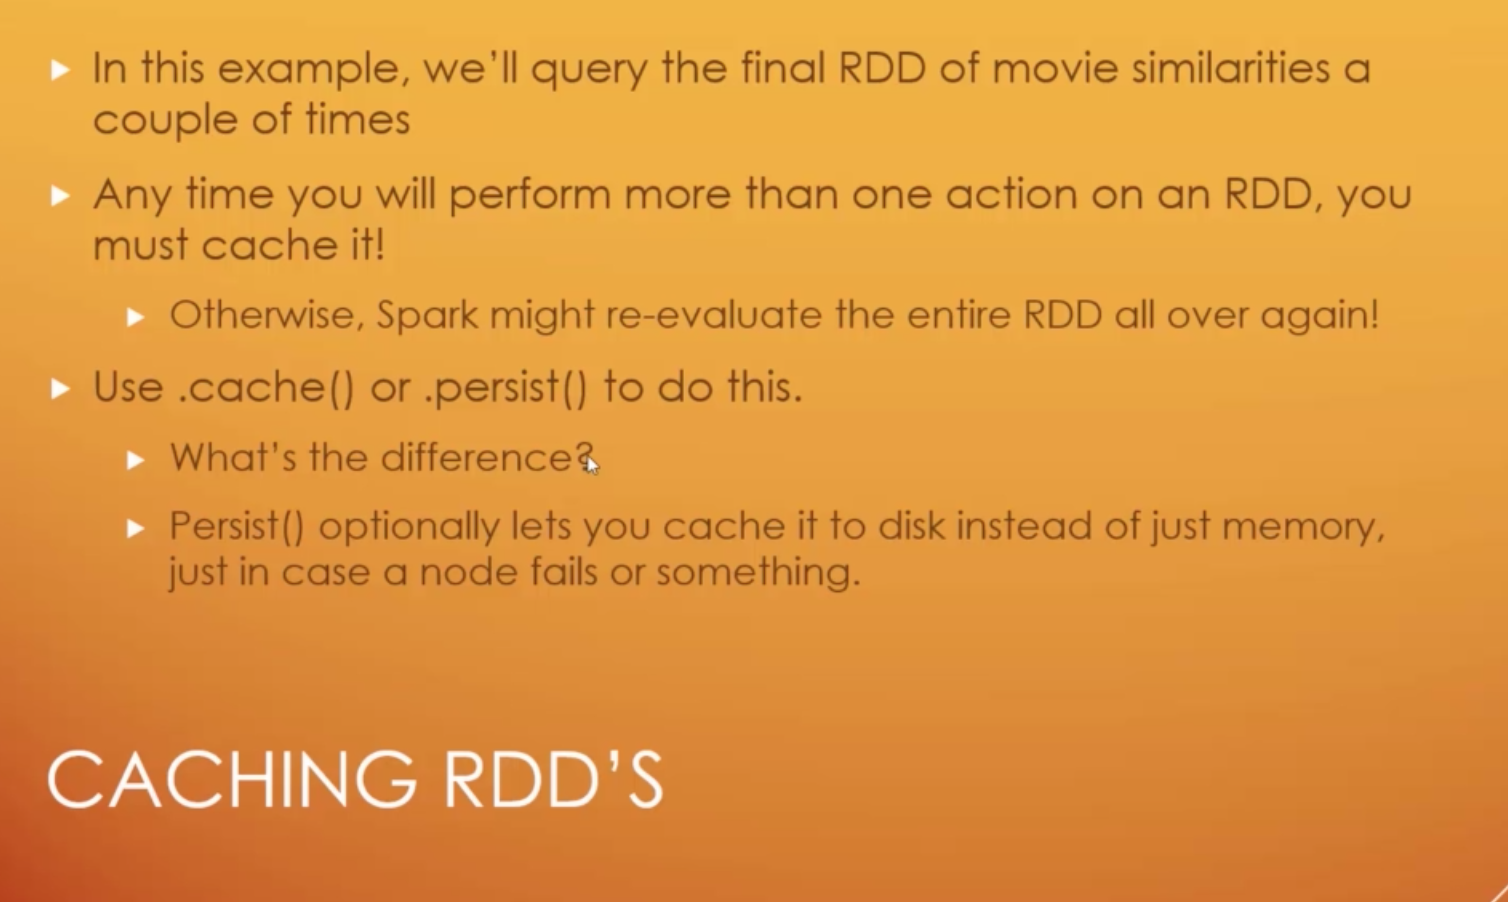 In this example, we'll query the final RDD of movie similarities a
couple of times
Any time you will perform more than one action on an RDD, you
must cache it!
Otherwise, Spark might re-evaluate the entire RDD all over again!
Use .cache() or .persist() to do this.
What's the difference?
Persist() optionally lets you cache it to disk instead of just memory,
just in case a node fails or something.
CACHING RDD'S